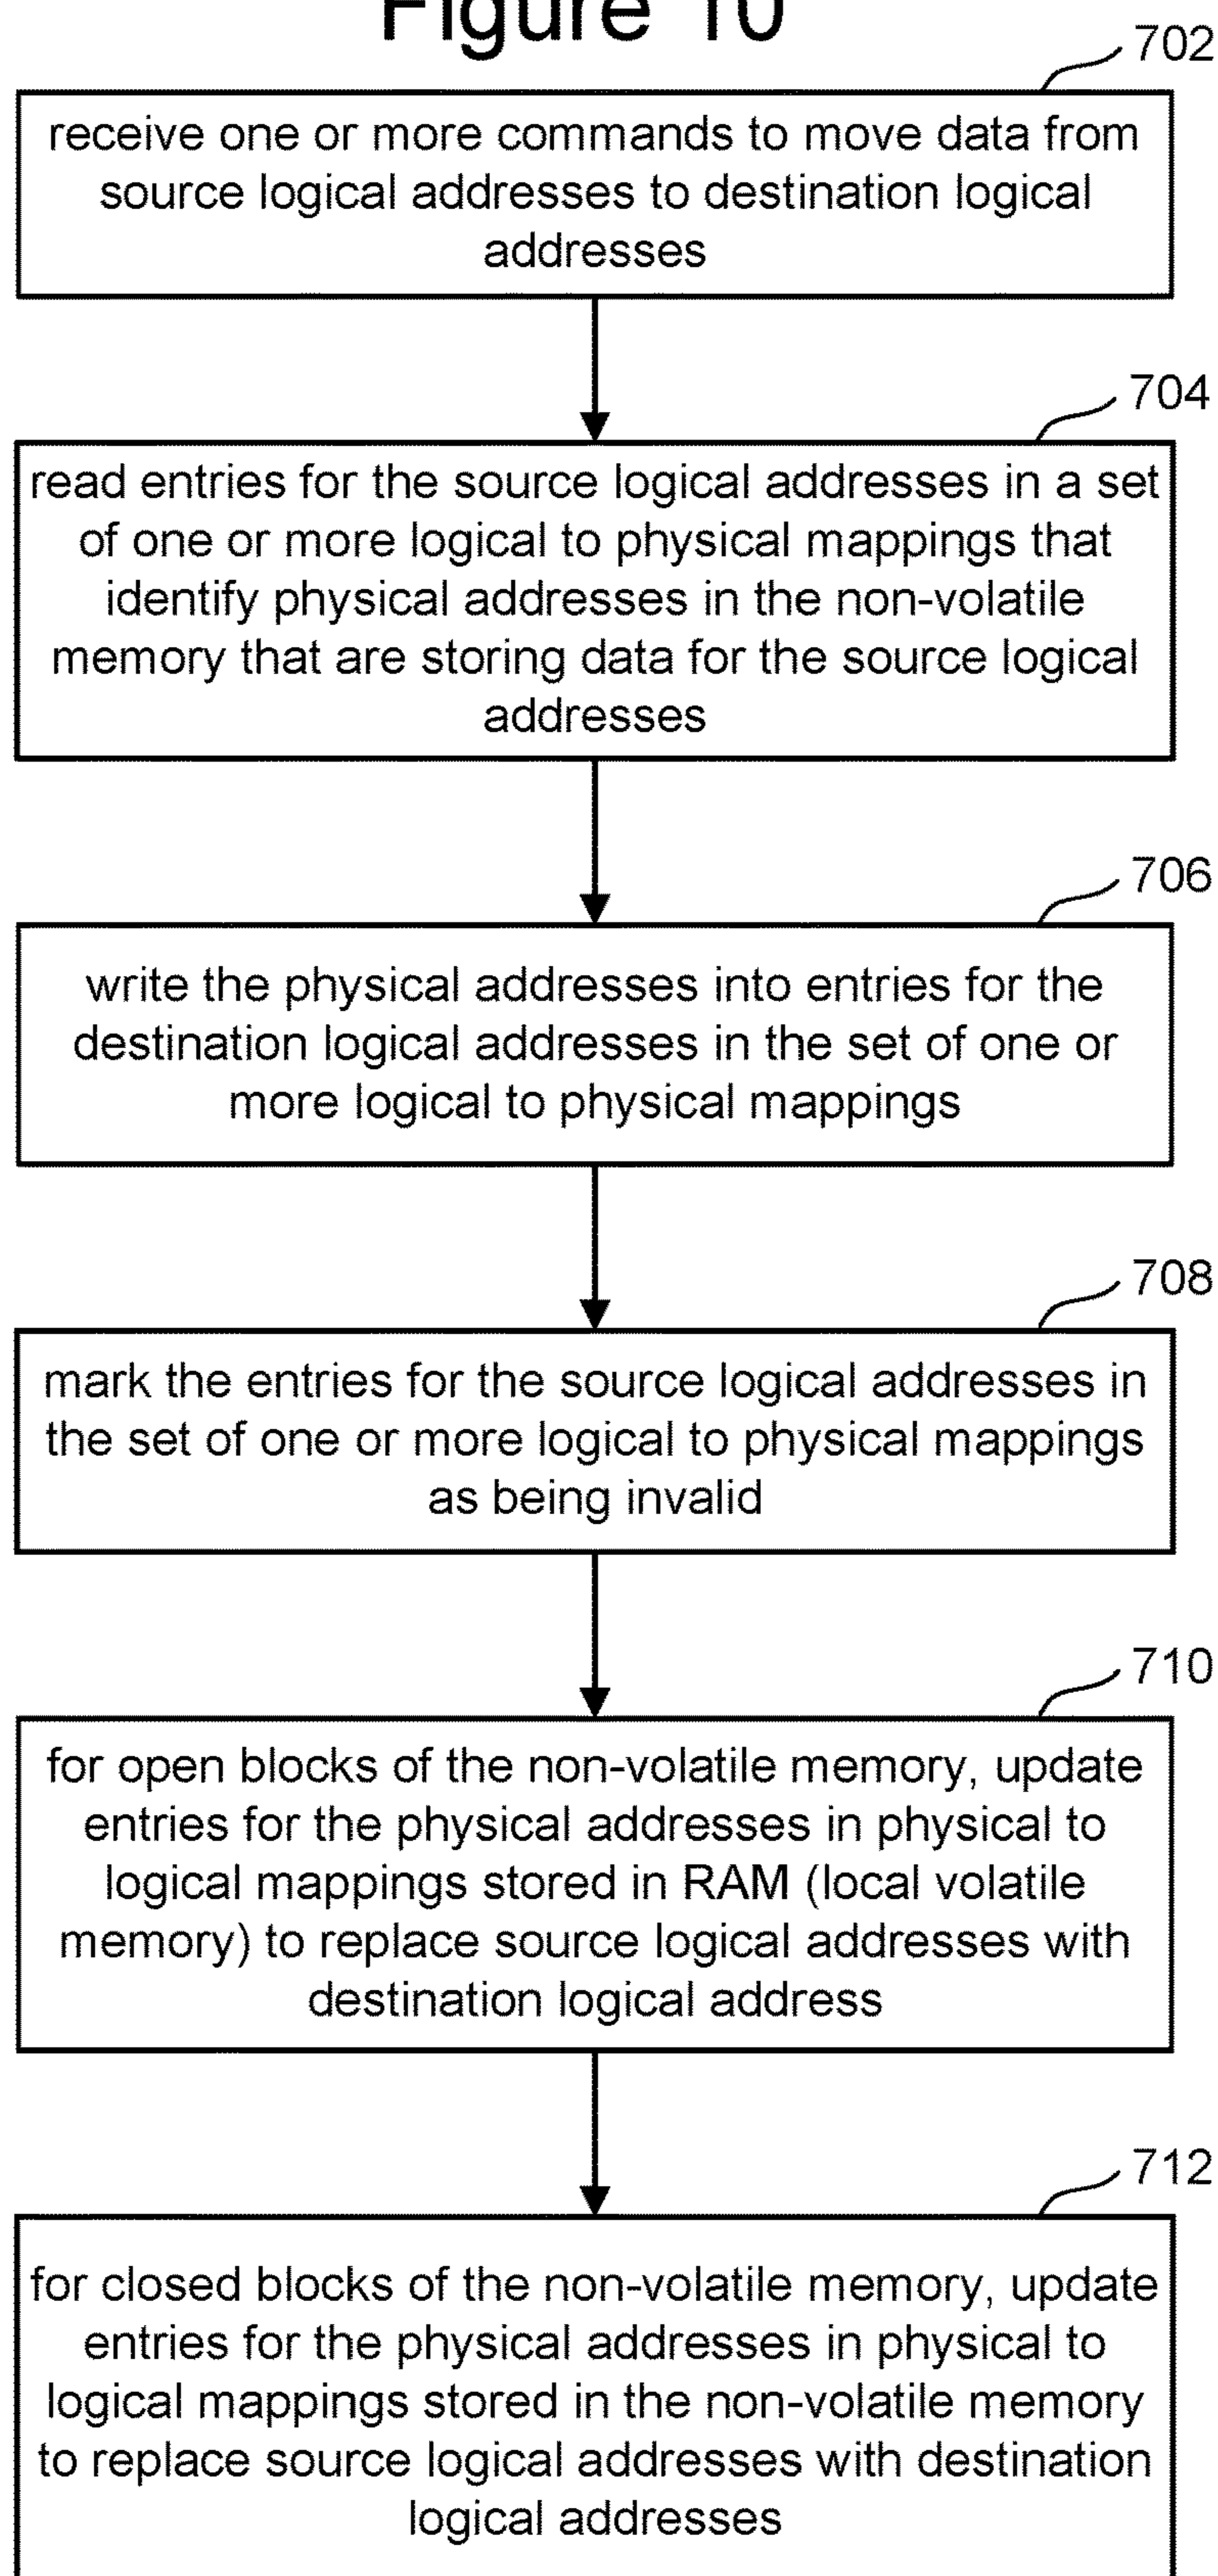 Figure 10
702
receive one or more commands to move data from
source logical addresses to destination logical
addresses
704
read entries for the source logical addresses in a set
of one or more logical to physical mappings that
identify physical addresses in the non-volatile
memory that are storing data for the source logical
addresses
706
write the physical addresses into entries for the
destination logical addresses in the set of one or
more logical to physical mappings
708
mark the entries for the source logical addresses in
the set of one or more logical to physical mappings
as being invalid
710
for open blocks of the non-volatile memory, update
entries for the physical addresses in physical to
logical mappings stored in RAM (local volatile
memory) to replace source logical addresses with
destination logical address
712
for closed blocks of the non-volatile memory, update
entries for the physical addresses in physical to
logical mappings stored in the non-volatile memory
to replace source logical addresses with destination
logical addresses